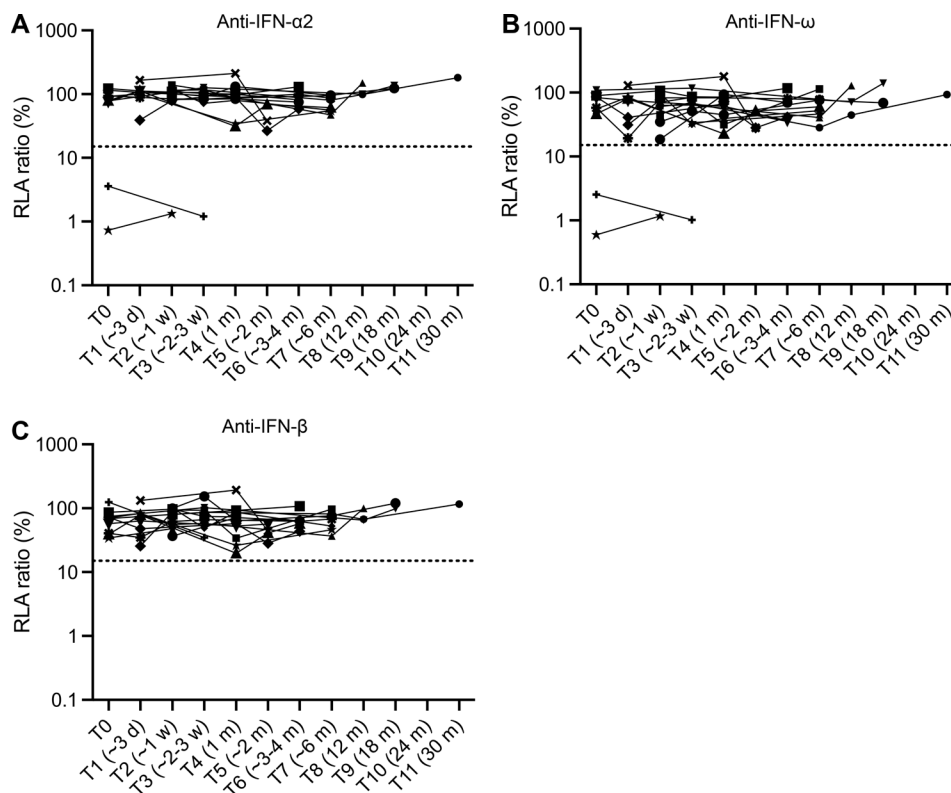 A
Anti-IFN-α2
RLA ratio (%)
1000
100
10
1
0.1
T0
T1 (~3 d)
T2 (~1 w)
T3 (~2-3 w)
T4 (1 m)
T5 (~2 m)
T6 (~3-4 m)
T7 (~6 m)
T8 (12 m)
T9 (18 m)
T10 (24 m)
T11 (30 m)
B
Anti-IFN-ω
RLA ratio (%)
1000
100
10
1
0.1
T0
T1 (~3 d)
T2 (~1 w)
T3 (~2-3 w)
T4 (1 m)
T5 (~2 m)
T6 (~3-4 m)
T7 (~6 m)
T8 (12 m)
T9 (18 m)
T10 (24 m)
T11 (30 m)
C
Anti-IFN-β
RLA ratio (%)
1000
100
10
1
0.1
T0
T1 (~3 d)
T2 (~1 w)
T3 (~2-3 w)
T4 (1 m)
T5 (~2 m)
T6 (~3-4 m)
T7 (~6 m)
T8 (12 m)
T9 (18 m)
T10 (24 m)
T11 (30 m)